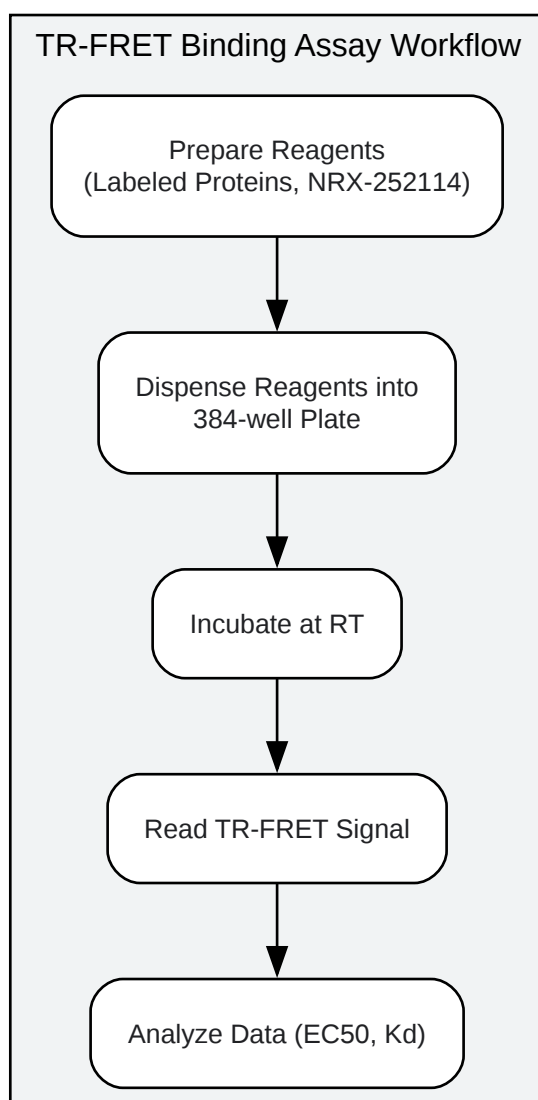 TR-FRET Binding Assay Workflow
Prepare Reagents
(Labeled Proteins, NRX-252114)
Dispense Reagents into
384-well Plate
Incubate at RT
Read TR-FRET Signal
Analyze Data (EC50, Kd)